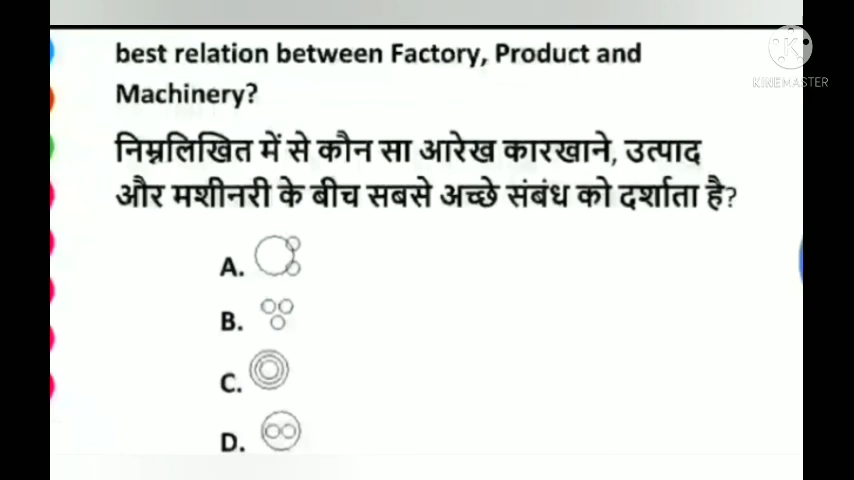 best relation between Factory, Product and
Machinery?
निम्नलिखित में से कौन सा आरेख कारखाने, उत्पाद
और मशीनरी के बीच सबसे अच्छे संबंध को दर्शाता है?
A.
B.
C.
D.
K
KINEMASTER